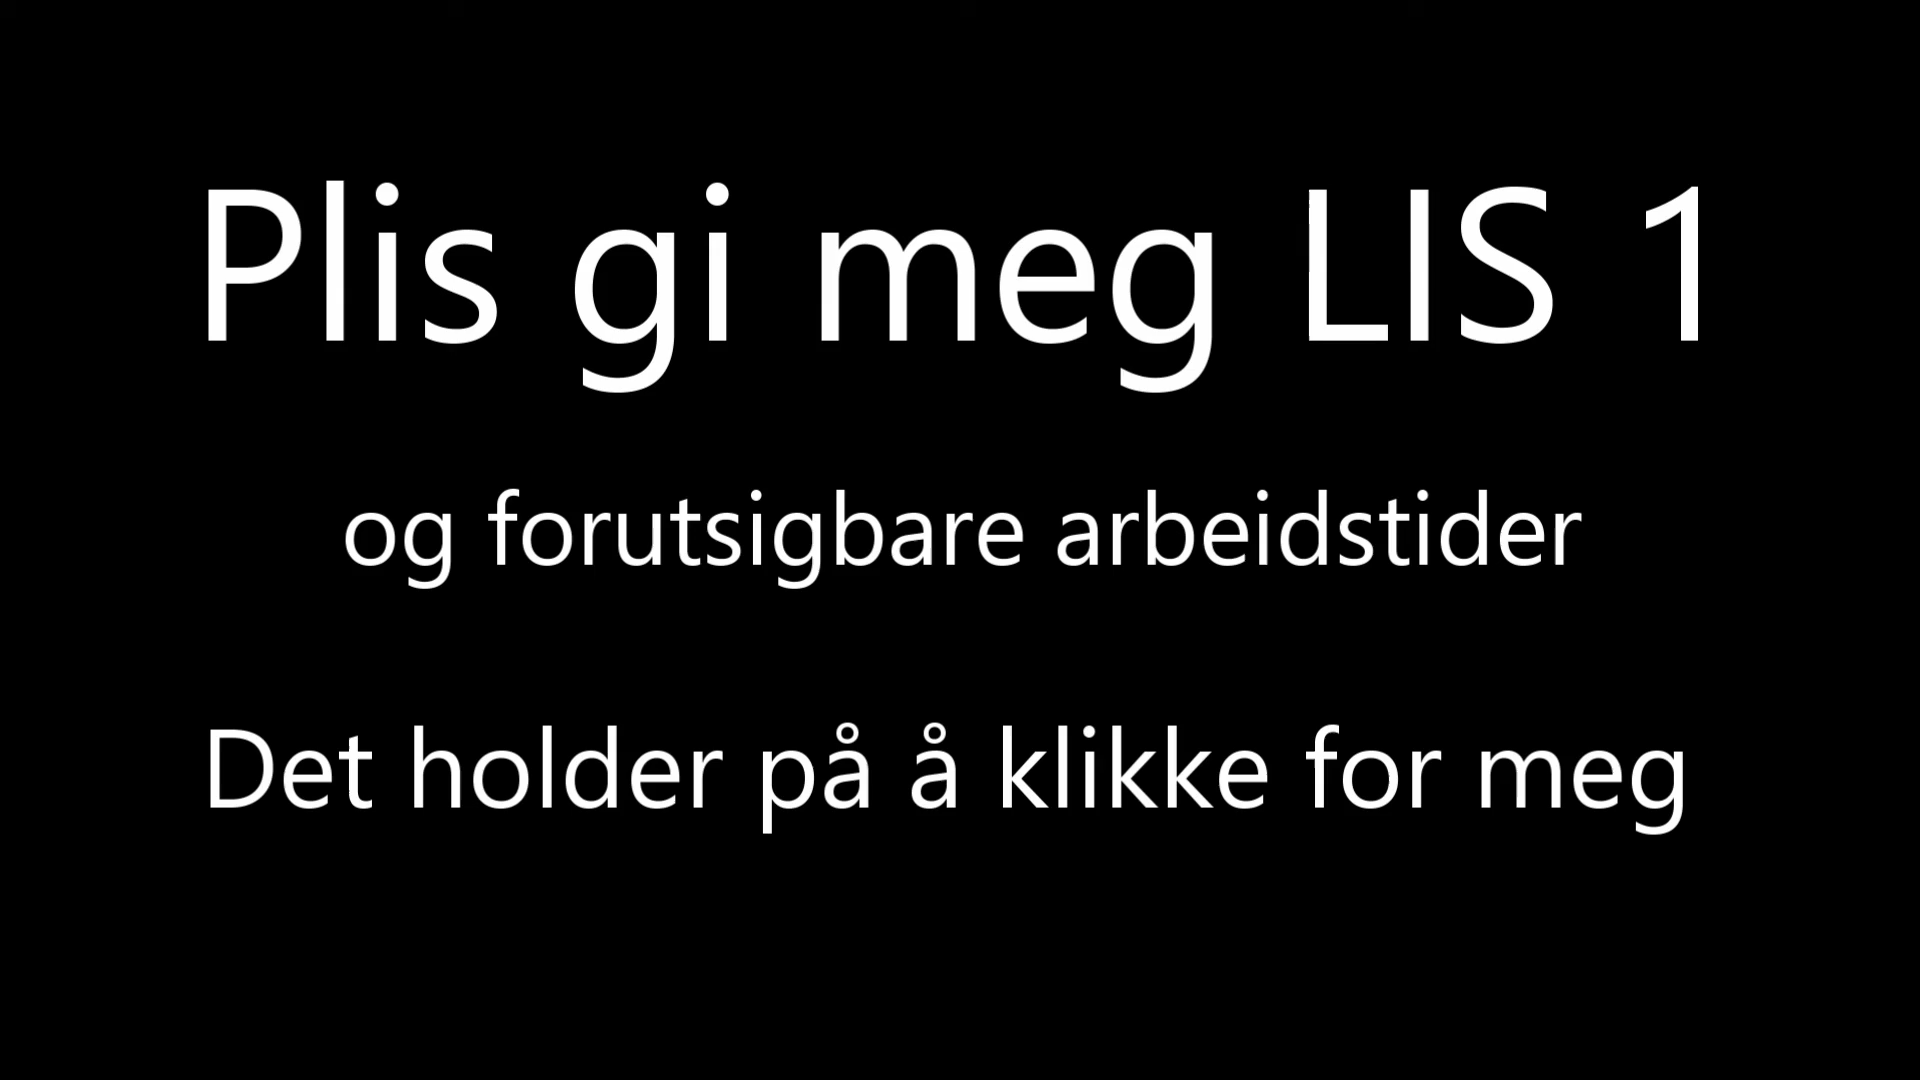 Plis gi meg LIS 1
og forutsigbare arbeidstider
Det holder på å klikke for meg